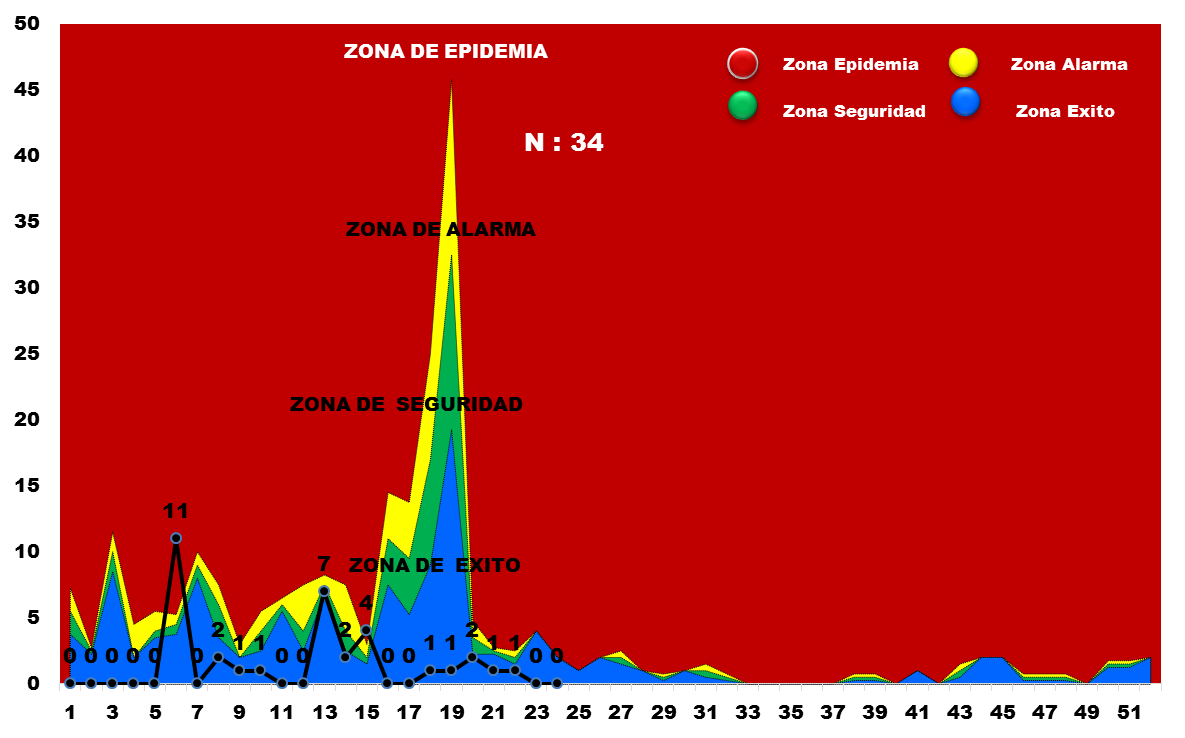 50
ZONA DE EPIDEMIA
Zona Epidemia
Zona Alarma
45
Zona Seguridad
Zona Exito
N : 34
40
35
ZONA DE ALARMA
30
25
20
ZONA DE  SEGURIDAD
15
11
10
7
ZONA DE  EXITO
5
4
0 0 0 0 0 0 2 1 1 0 0 2 0 0 1 1 2 1 1 0 0
0
1 3 5 7 9 11 13 15 17 19 21 23 25 27 29 31 33 35 37 39 41 43 45 47 49 51